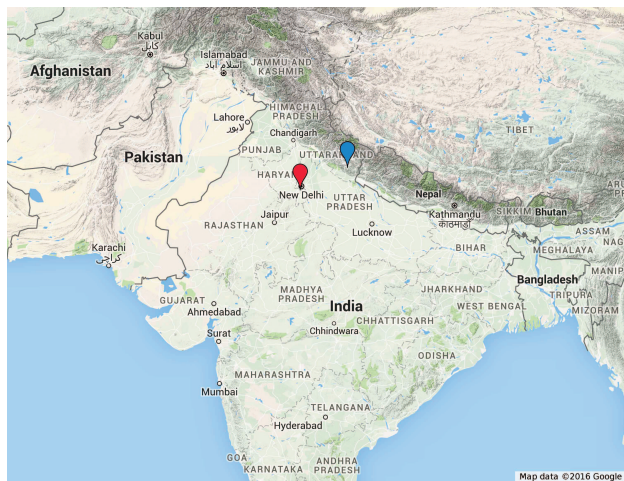 Kabul
کابل
Islamabad
اسلام آباد
Afghanistan
JAMMU AND
KASHMIR
HIMACHAL
PRADESH
Lahore
لاہور
Chandigarh
TIBET
PUNJAB
UTTARAKHAND
Pakistan
HARYANA
New Delhi
Nepal
UTTAR
PRADESH
Kathmandu
काठमाडौं
SIKKIM
Bhutan
ARU
Jaipur
RAJASTHAN
Lucknow
ASSAM
NAG
BIHAR
MEGHALAYA
Karachi
کراچی
MANIP
Bangladesh
MADHYA
PRADESH
JHARKHAND
TRIPURA
GUJARAT
Ahmedabad
India
WEST BENGAL
MIZORAM
CHHATTISGARH
Chhindwara
Surat
ODISHA
MAHARASHTRA
Mumbai
TELANGANA
Hyderabad
GOA
KARNATAKA
ANDHRA
PRADESH
Map data ©2016 Google